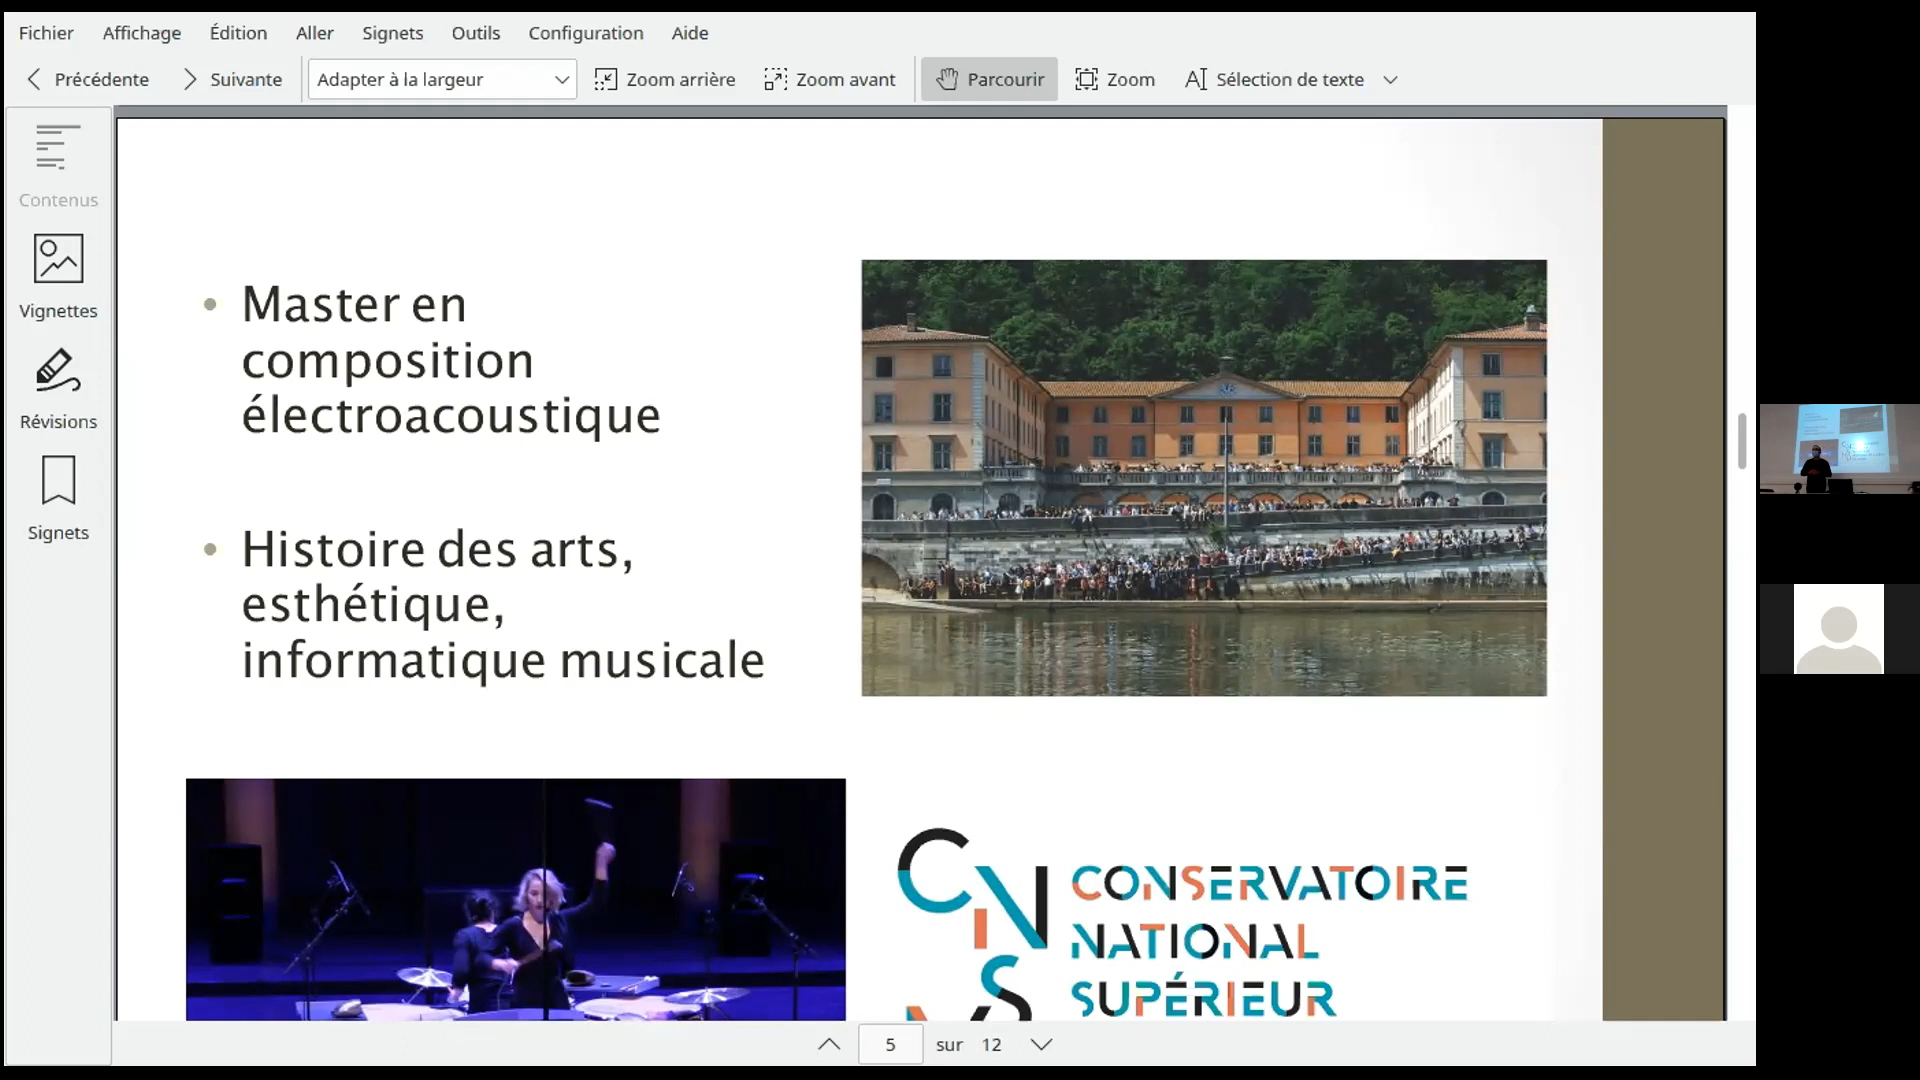 Fichier Affichage Édition Aller Signets Outils Configuration Aide
Précédente Suivante Adapter à la largeur Zoom arrière Zoom avant Parcourir Zoom Sélection de texte
Contenus
Vignettes
Révisions
Signets
• Master en
composition
électroacoustique
• Histoire des arts,
esthétique,
informatique musicale
CNS
CONSERVATOIRE
NATIONAL
SUPÉRIEUR
5 sur 12